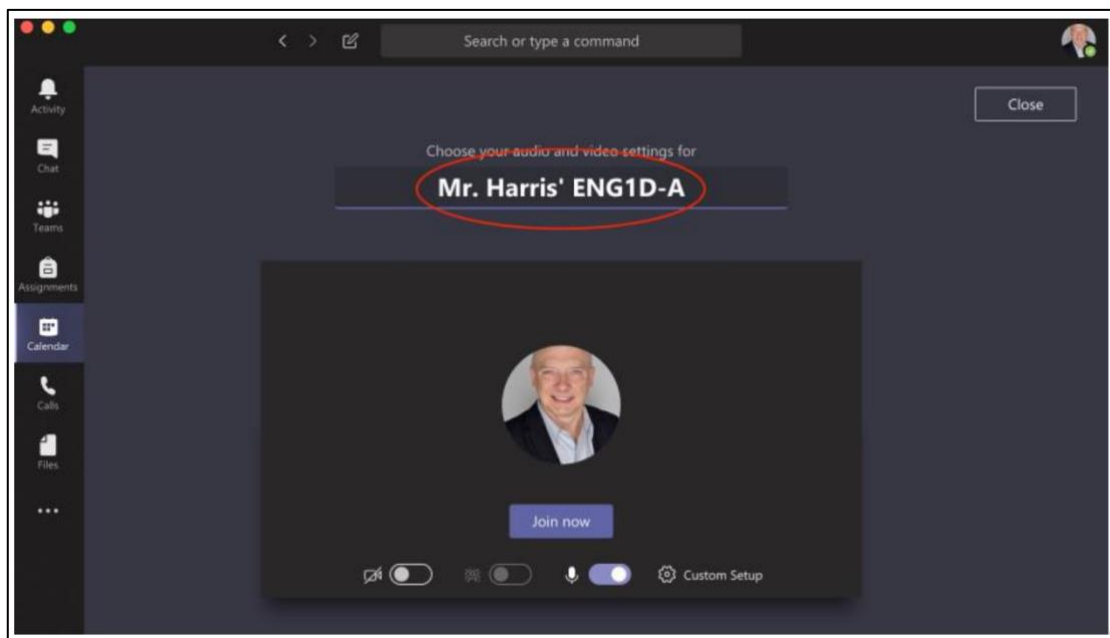 Search or type a command
Activity
Close
Chat
Choose your audio and video settings for
Mr. Harris' ENG1D-A
Teams
Assignments
Calendar
Calls
Files
Join now
Custom Setup